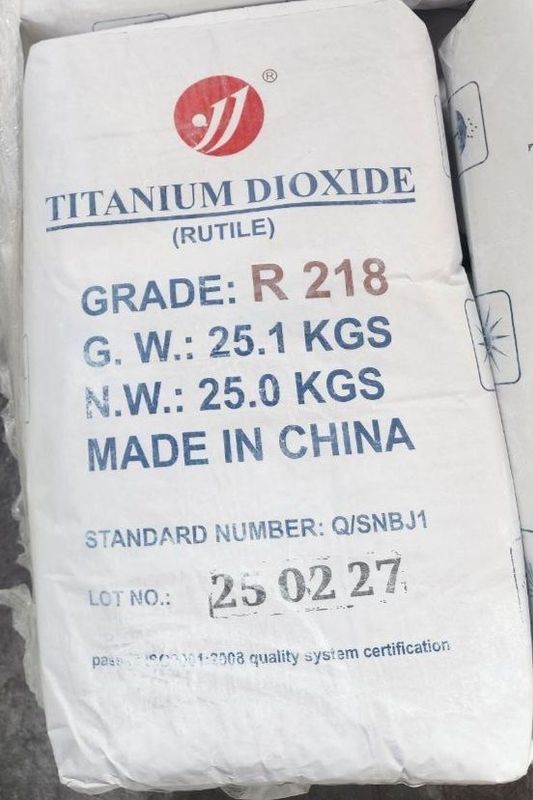 ®
TITANIUM DIOXIDE
(RUTILE)
GRADE: R 218
G. W.: 25.1 KGS
N.W.: 25.0 KGS
MADE IN CHINA
STANDARD NUMBER: Q/SNBJ1
LOT NO.: 25 02 27
2008 quality system certification